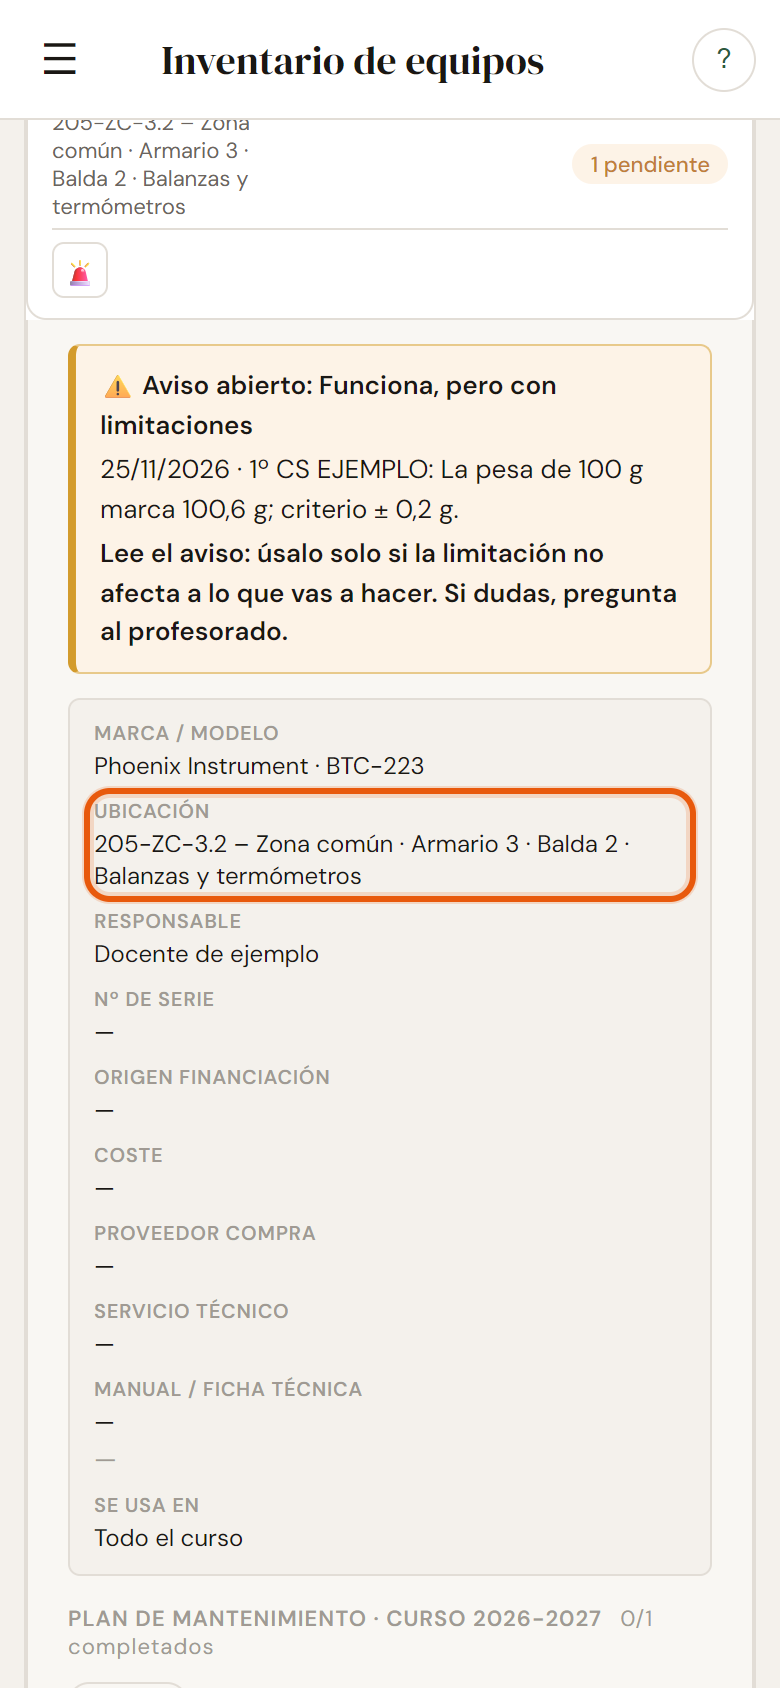 Inventario de equipos
?
205-ZC-3.2 – Zona
común · Armario 3 ·
Balda 2 · Balanzas y
termómetros
1 pendiente
⚠️ Aviso abierto: Funciona, pero con
limitaciones
25/11/2026 · 1º CS EJEMPLO: La pesa de 100 g
marca 100,6 g; criterio ± 0,2 g.
Lee el aviso: úsalo solo si la limitación no
afecta a lo que vas a hacer. Si dudas, pregunta
al profesorado.
MARCA / MODELO
Phoenix Instrument · BTC-223
UBICACIÓN
205-ZC-3.2 – Zona común · Armario 3 · Balda 2 ·
Balanzas y termómetros
RESPONSABLE
Docente de ejemplo
Nº DE SERIE
—
ORIGEN FINANCIACIÓN
—
COSTE
—
PROVEEDOR COMPRA
—
SERVICIO TÉCNICO
—
MANUAL / FICHA TÉCNICA
—
—
SE USA EN
Todo el curso
PLAN DE MANTENIMIENTO · CURSO 2026-2027 0/1
completados